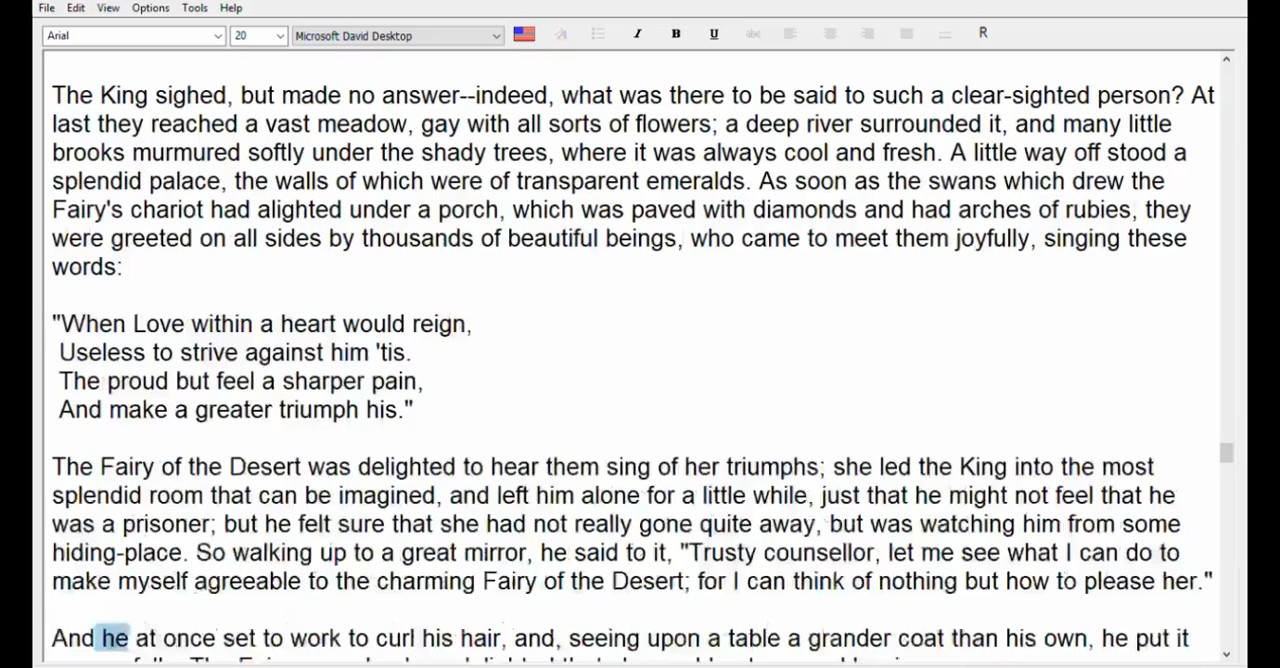 File Edit View Options Tools Help
Arial 20 Microsoft David Desktop I B U abc R
The King sighed, but made no answer--indeed, what was there to be said to such a clear-sighted person? At
last they reached a vast meadow, gay with all sorts of flowers; a deep river surrounded it, and many little
brooks murmured softly under the shady trees, where it was always cool and fresh. A little way off stood a
splendid palace, the walls of which were of transparent emeralds. As soon as the swans which drew the
Fairy's chariot had alighted under a porch, which was paved with diamonds and had arches of rubies, they
were greeted on all sides by thousands of beautiful beings, who came to meet them joyfully, singing these
words:
"When Love within a heart would reign,
Useless to strive against him 'tis.
The proud but feel a sharper pain,
And make a greater triumph his."
The Fairy of the Desert was delighted to hear them sing of her triumphs; she led the King into the most
splendid room that can be imagined, and left him alone for a little while, just that he might not feel that he
was a prisoner; but he felt sure that she had not really gone quite away, but was watching him from some
hiding-place. So walking up to a great mirror, he said to it, "Trusty counsellor, let me see what I can do to
make myself agreeable to the charming Fairy of the Desert; for I can think of nothing but how to please her."
And he at once set to work to curl his hair, and, seeing upon a table a grander coat than his own, he put it